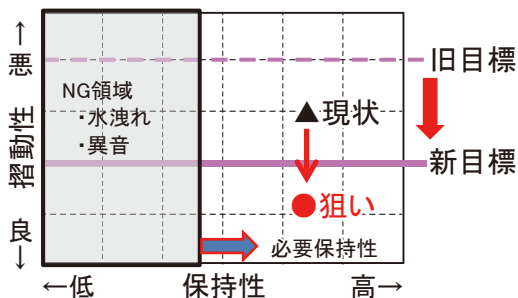 ↑
悪
摺動性
良
↓
NG領域
・水洩れ
・異音
▲現状
●狙い
旧目標
新目標
必要保持性
←低 保持性 高→